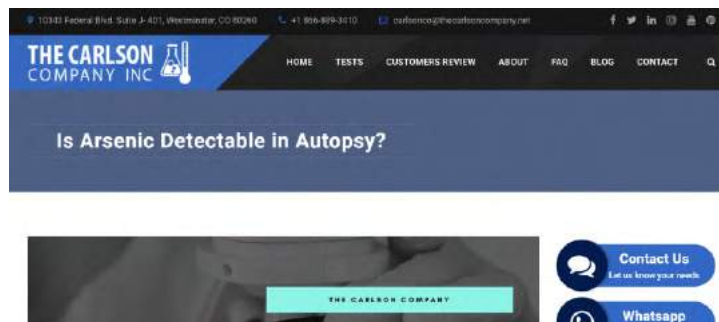 10343 Federal Blvd. Suite J-401, Westminster, CO 80260 +1 866-889-3410 carlsonco@thecarlsoncompany.net
THE CARLSON
COMPANY INC
HOME TESTS CUSTOMERS REVIEW ABOUT FAQ BLOG CONTACT
Is Arsenic Detectable in Autopsy?
THE CARLSON COMPANY
Contact Us
Let us know your needs
Whatsapp